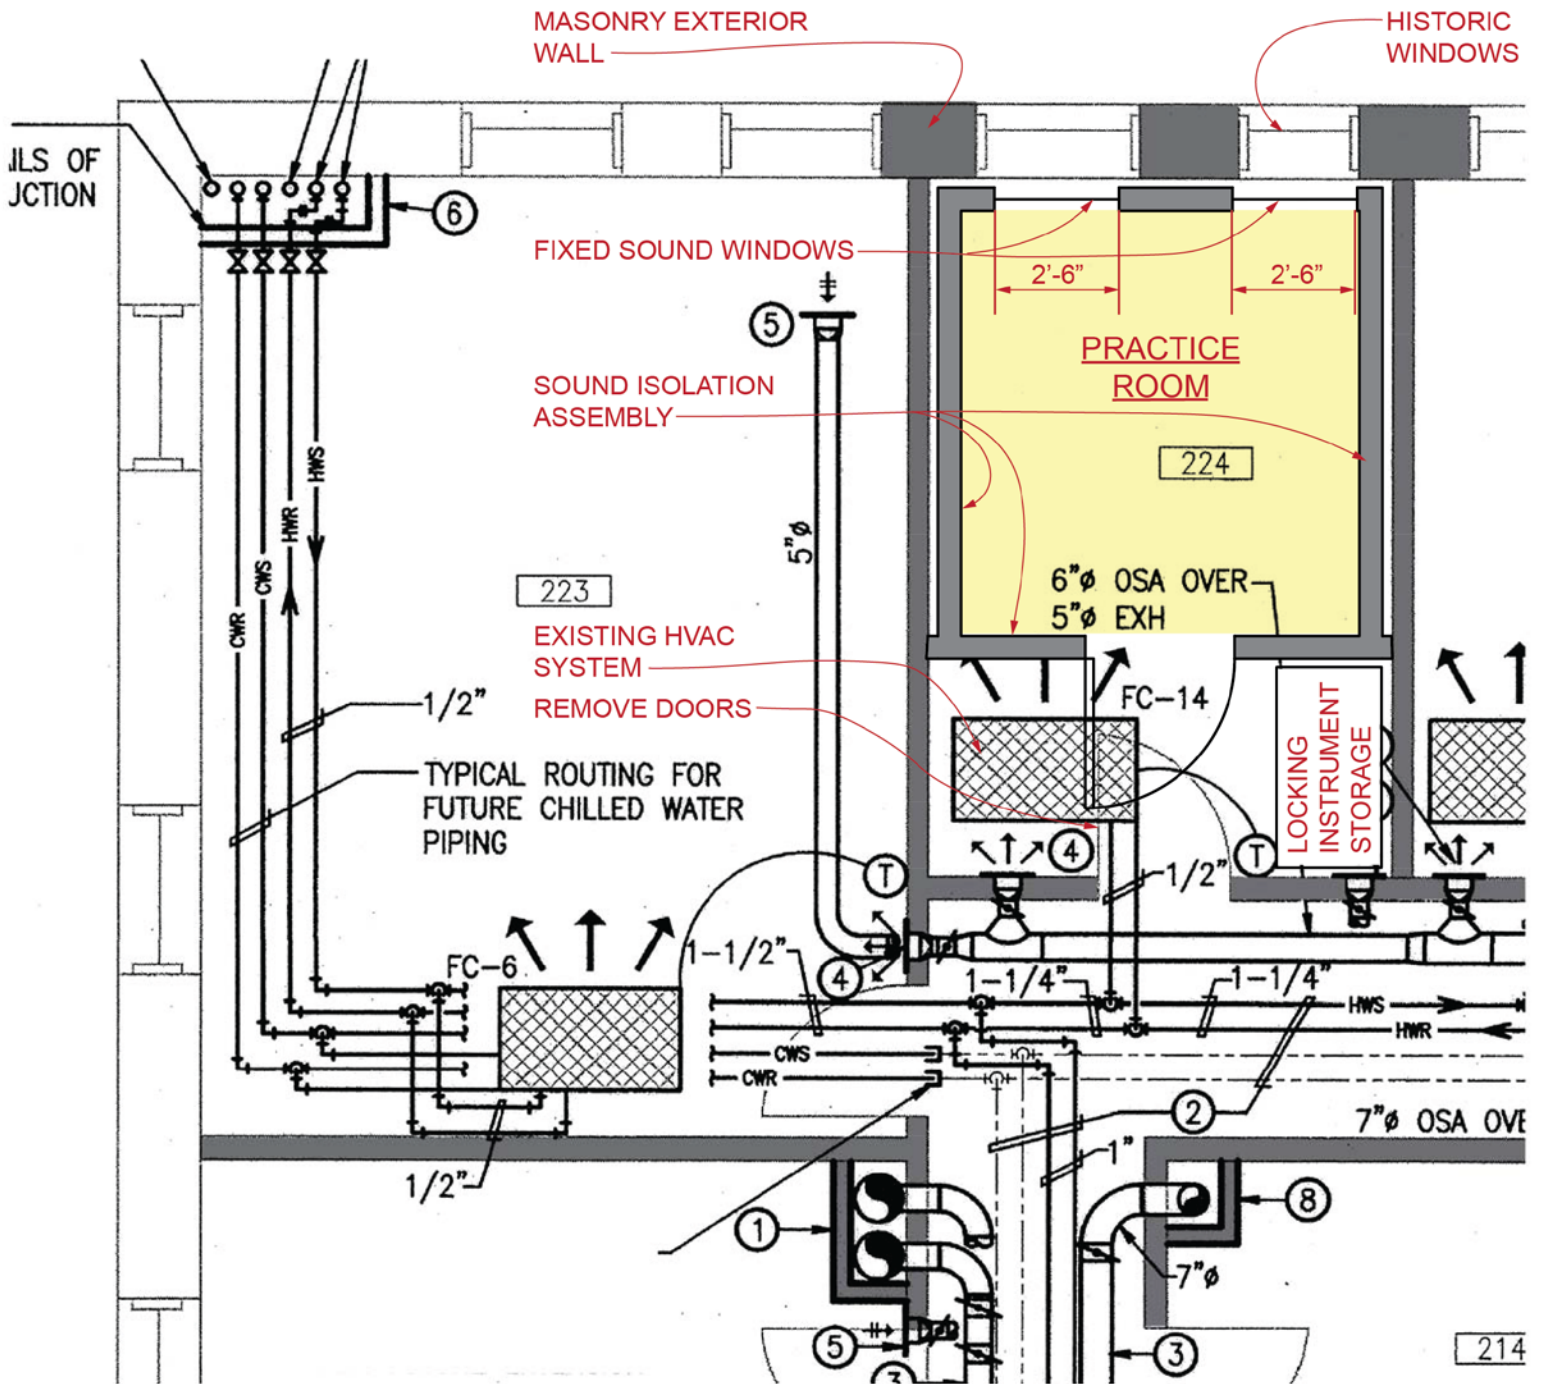 MASONRY EXTERIOR
WALL
HISTORIC
WINDOWS
ILS OF
JCTION
6
FIXED SOUND WINDOWS
2'-6"
2'-6"
5
PRACTICE
ROOM
SOUND ISOLATION
ASSEMBLY
224
HWS
HWR
CWS
CWR
5"ø
223
6"ø OSA OVER
5"ø EXH
EXISTING HVAC
SYSTEM
REMOVE DOORS
FC-14
1/2"
LOCKING
INSTRUMENT
STORAGE
TYPICAL ROUTING FOR
FUTURE CHILLED WATER
PIPING
4
T
T
1/2"
FC-6
1-1/2"
4
1-1/4"
1-1/4"
HWS
HWR
CWS
CWR
2
7"ø OSA OVE
1"
1/2"
1
8
7"ø
5
3
3
214